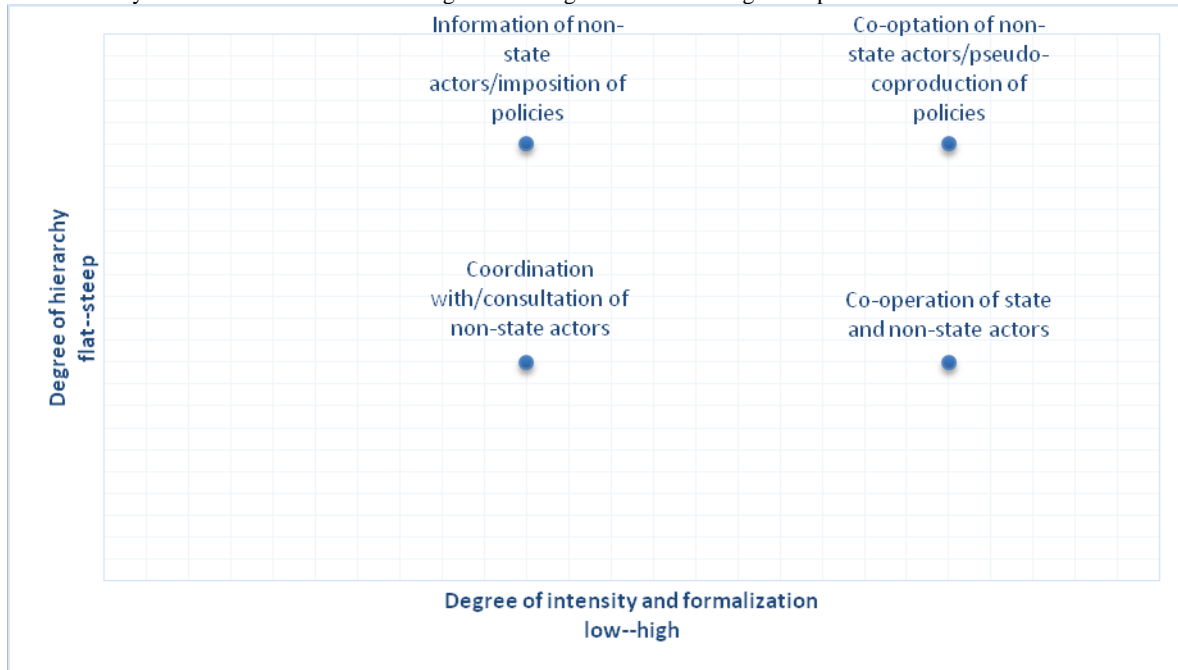 Information of non-
state
actors/imposition of
policies
Co-optation of non-
state actors/pseudo-
coproduction of
policies
Degree of hierarchy
flat--steep
Coordination
with/consultation of
non-state actors
Co-operation of state
and non-state actors
Degree of intensity and formalization
low--high